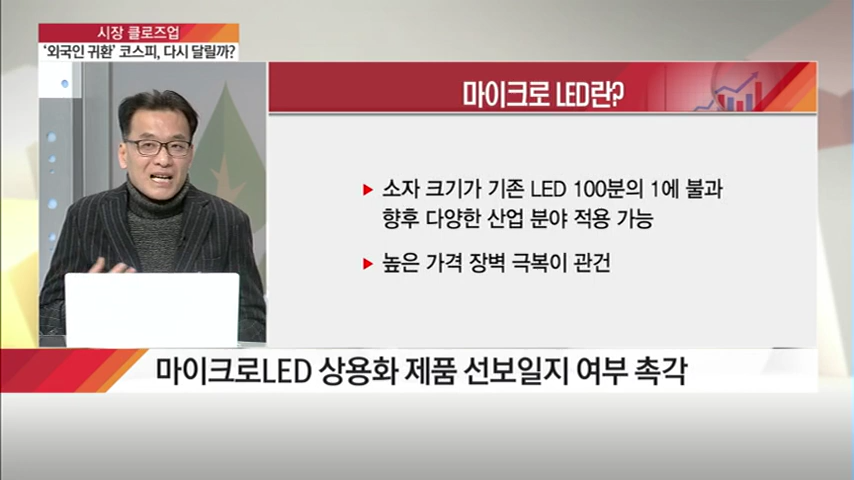 시장 클로즈업
‘외국인 귀환’ 코스피, 다시 달릴까?
마이크로 LED란?
▶ 소자 크기가 기존 LED 100분의 1에 불과
향후 다양한 산업 분야 적용 가능
▶ 높은 가격 장벽 극복이 관건
마이크로LED 상용화 제품 선보일지 여부 촉각